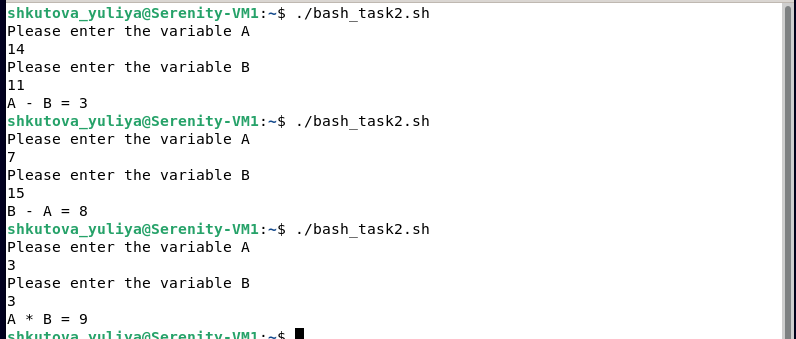 shkutova_yuliya@Serenity-VM1:~$ ./bash_task2.sh
Please enter the variable A
14
Please enter the variable B
11
A - B = 3
shkutova_yuliya@Serenity-VM1:~$ ./bash_task2.sh
Please enter the variable A
7
Please enter the variable B
15
B - A = 8
shkutova_yuliya@Serenity-VM1:~$ ./bash_task2.sh
Please enter the variable A
3
Please enter the variable B
3
A * B = 9
shkutova_yuliya@Serenity-VM1:~$